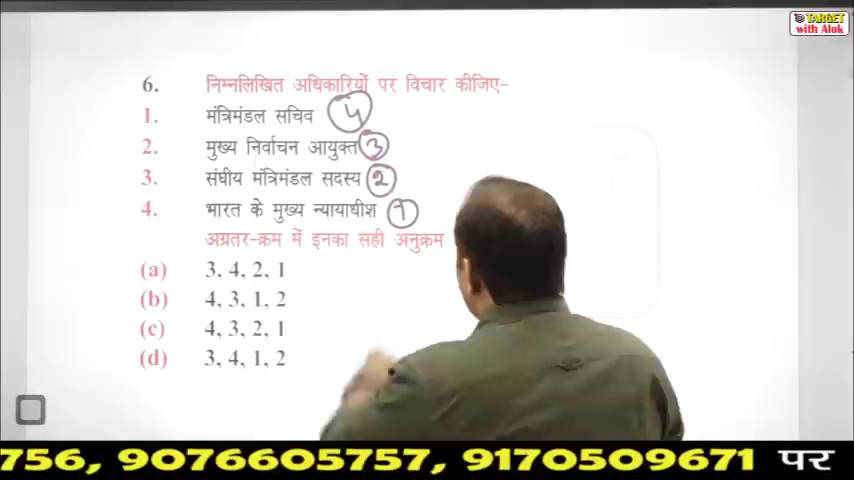 TARGET
with Alok
6. निम्नलिखित अधिकारियों पर विचार कीजिए-
1. मंत्रिमंडल सचिव 4
2. मुख्य निर्वाचन आयुक्त 3
3. संघीय मंत्रिमंडल सदस्य 2
4. भारत के मुख्य न्यायाधीश 1
अग्रतर-क्रम में इनका सही अनुक्रम
(a) 3, 4, 2, 1
(b) 4, 3, 1, 2
(c) 4, 3, 2, 1
(d) 3, 4, 1, 2
756, 9076605757, 9170509671 पर